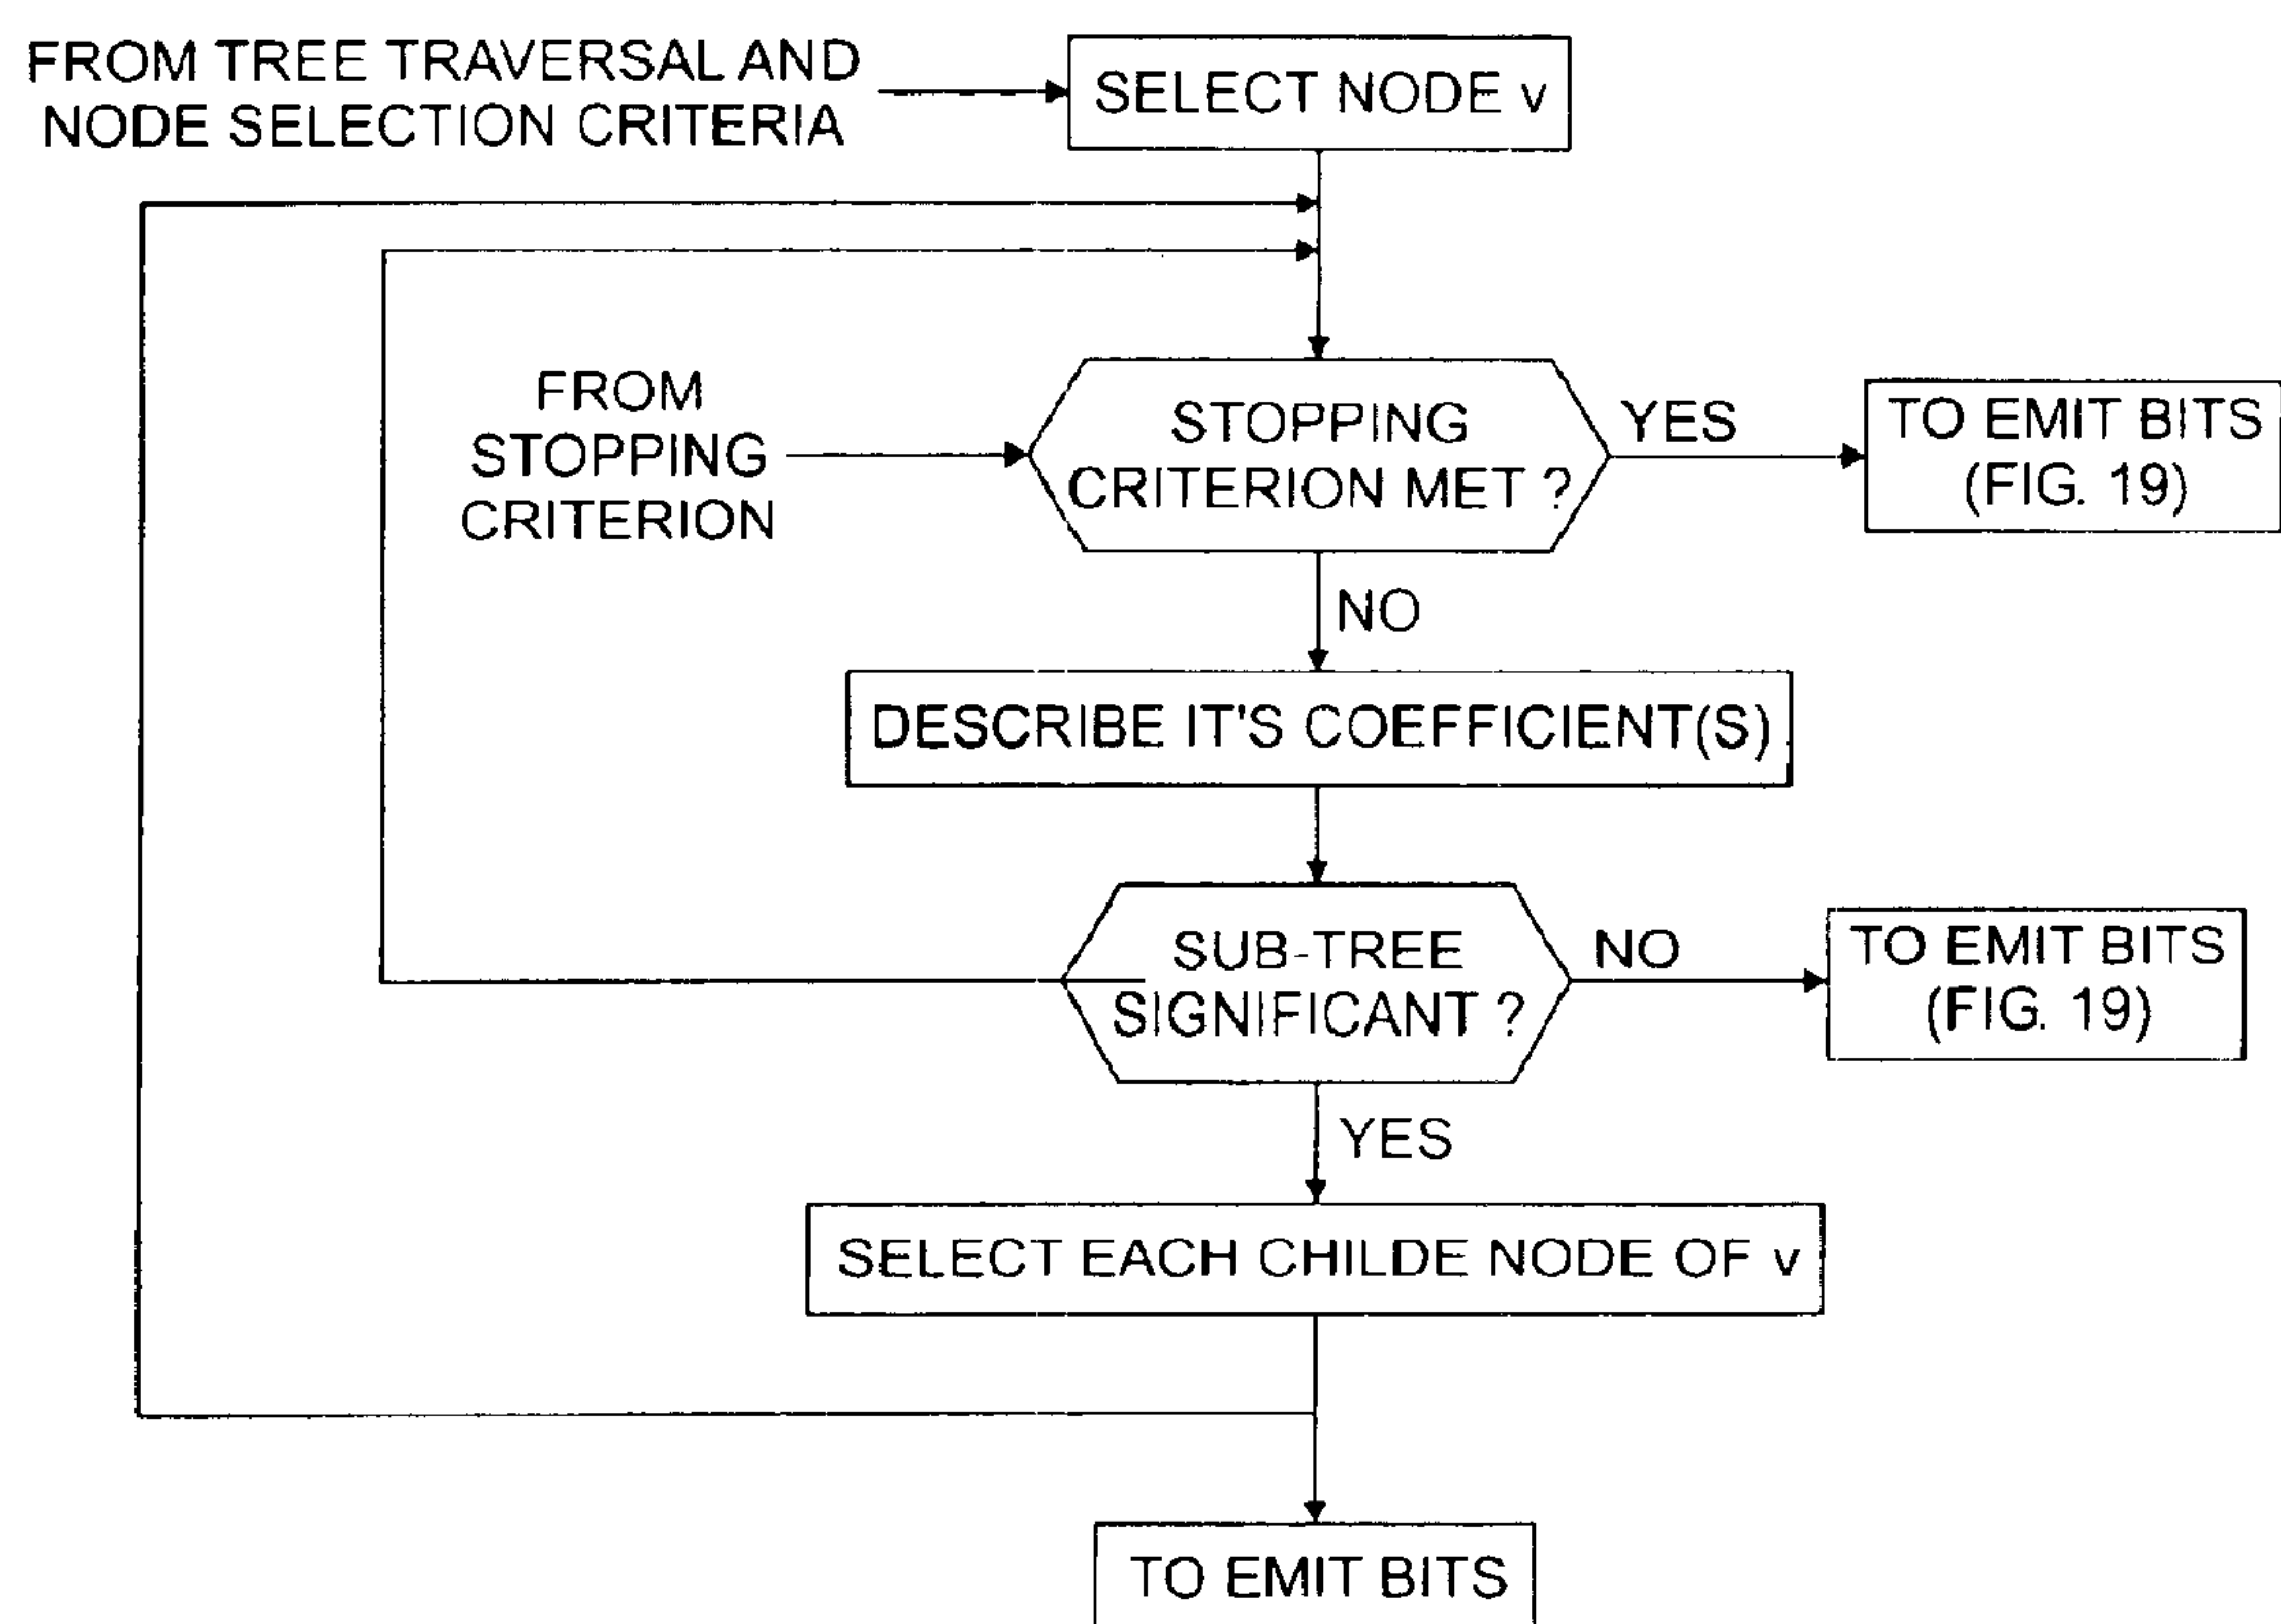 FROM TREE TRAVERSAL AND
NODE SELECTION CRITERIA
SELECT NODE v
FROM
STOPPING
CRITERION
STOPPING
CRITERION MET ?
YES
TO EMIT BITS
(FIG. 19)
NO
DESCRIBE IT'S COEFFICIENT(S)
SUB-TREE
SIGNIFICANT ?
NO
TO EMIT BITS
(FIG. 19)
YES
SELECT EACH CHILDE NODE OF v
TO EMIT BITS